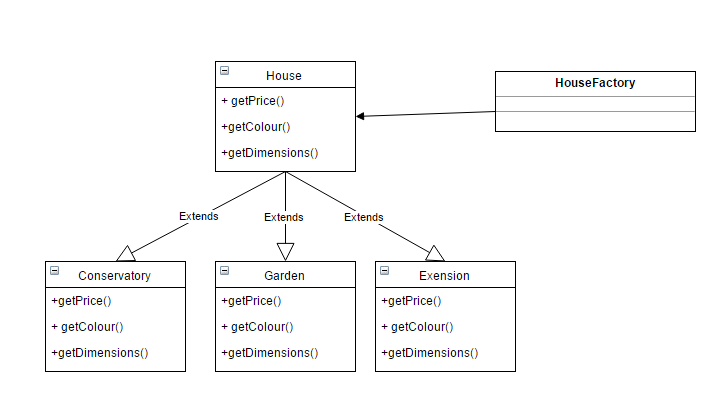 House
+ getPrice()
+getColour()
+getDimensions()
HouseFactory
Extends
Extends
Extends
Conservatory
+getPrice()
+ getColour()
+getDimensions()
Garden
+getPrice()
+ getColour()
+getDimensions()
Exension
+getPrice()
+ getColour()
+getDimensions()